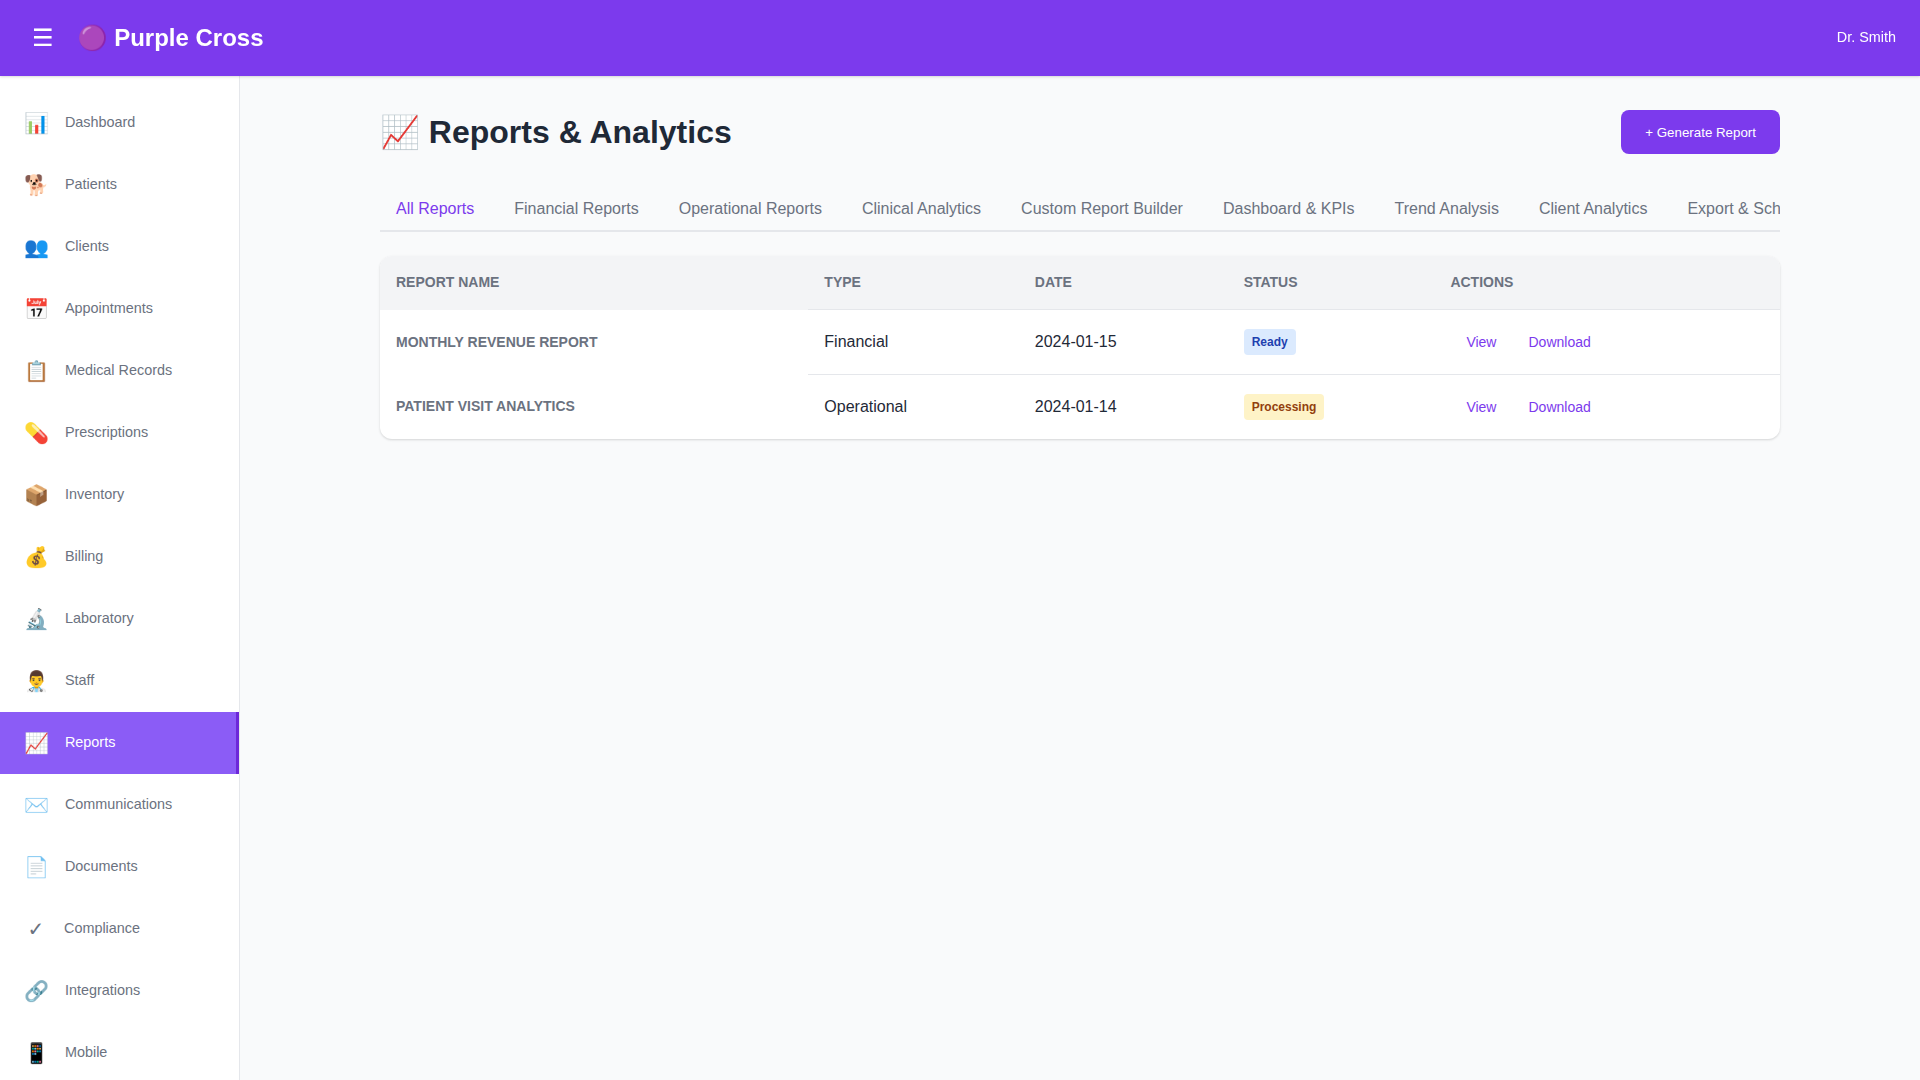 ☰ 🟣 Purple Cross
Dr. Smith
📊 Dashboard
🐕 Patients
👥 Clients
📅 Appointments
📋 Medical Records
💊 Prescriptions
📦 Inventory
💰 Billing
🔬 Laboratory
👨‍⚕️ Staff
📈 Reports
✉️ Communications
📄 Documents
✓ Compliance
🔗 Integrations
📱 Mobile
📈 Reports & Analytics
+ Generate Report
All Reports Financial Reports Operational Reports Clinical Analytics Custom Report Builder Dashboard & KPIs Trend Analysis Client Analytics Export & Sch
REPORT NAME TYPE DATE STATUS ACTIONS
MONTHLY REVENUE REPORT Financial 2024-01-15 Ready View Download
PATIENT VISIT ANALYTICS Operational 2024-01-14 Processing View Download